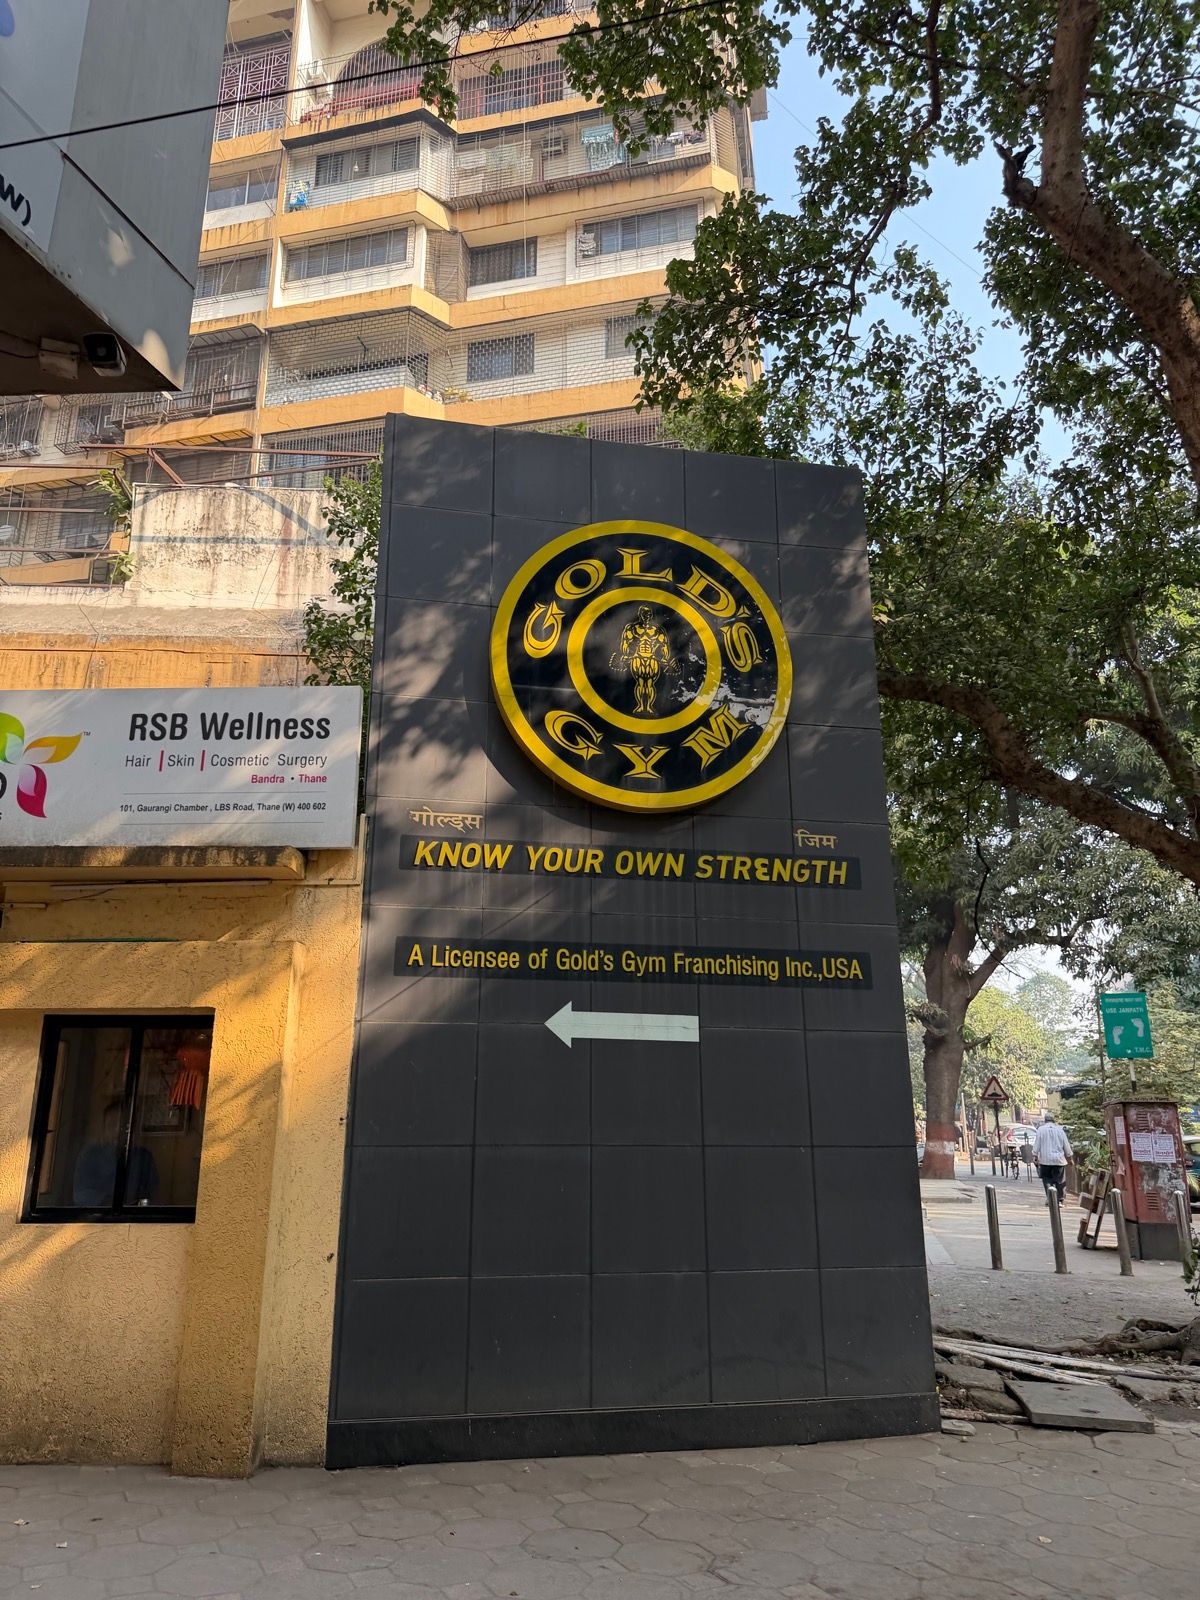 W)
GOLD'S
GYM
गोल्ड्स जिम
KNOW YOUR OWN STRENGTH
A Licensee of Gold's Gym Franchising Inc.,USA
RSB Wellness
Hair | Skin | Cosmetic Surgery
Bandra • Thane
101, Gaurangi Chamber , LBS Road, Thane (W) 400 602
TM
USE JANPATH
T.M.C.